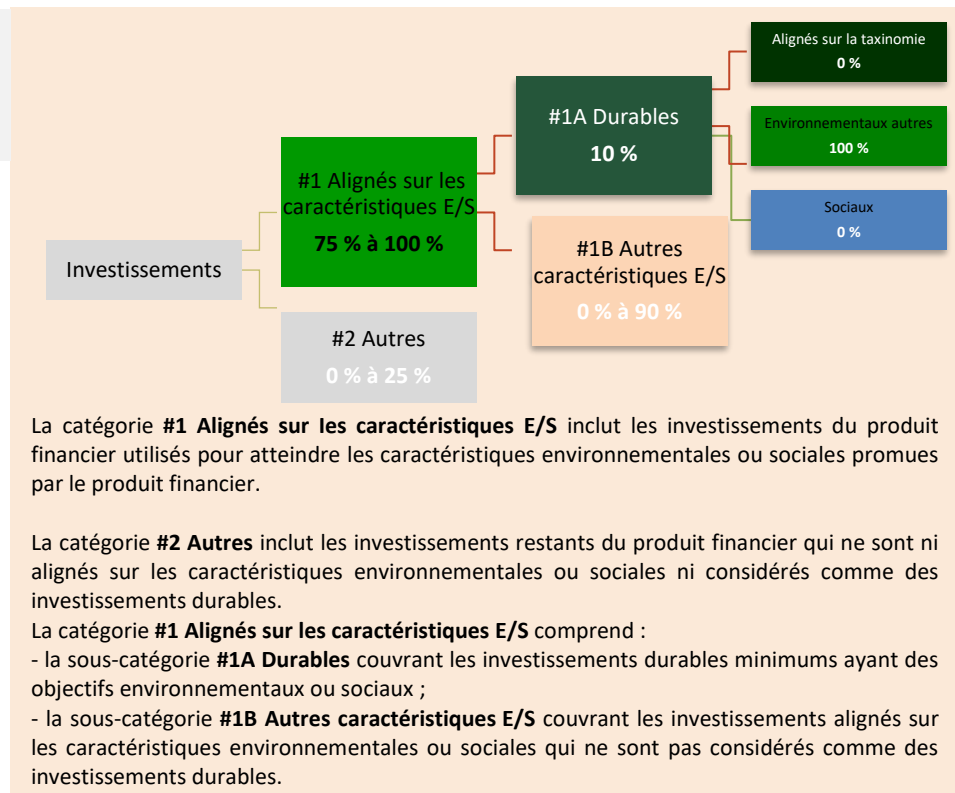 Alignés sur la taxinomie
0 %
#1A Durables
10 %
Environnementaux autres
100 %
#1 Alignés sur les
caractéristiques E/S
75 % à 100 %
Sociaux
0 %
#1B Autres
caractéristiques E/S
0 % à 90 %
Investissements
#2 Autres
0 % à 25 %
La catégorie #1 Alignés sur les caractéristiques E/S inclut les investissements du produit
financier utilisés pour atteindre les caractéristiques environnementales ou sociales promues
par le produit financier.
La catégorie #2 Autres inclut les investissements restants du produit financier qui ne sont ni
alignés sur les caractéristiques environnementales ou sociales ni considérés comme des
investissements durables.
La catégorie #1 Alignés sur les caractéristiques E/S comprend :
- la sous-catégorie #1A Durables couvrant les investissements durables minimums ayant des
objectifs environnementaux ou sociaux ;
- la sous-catégorie #1B Autres caractéristiques E/S couvrant les investissements alignés sur
les caractéristiques environnementales ou sociales qui ne sont pas considérés comme des
investissements durables.